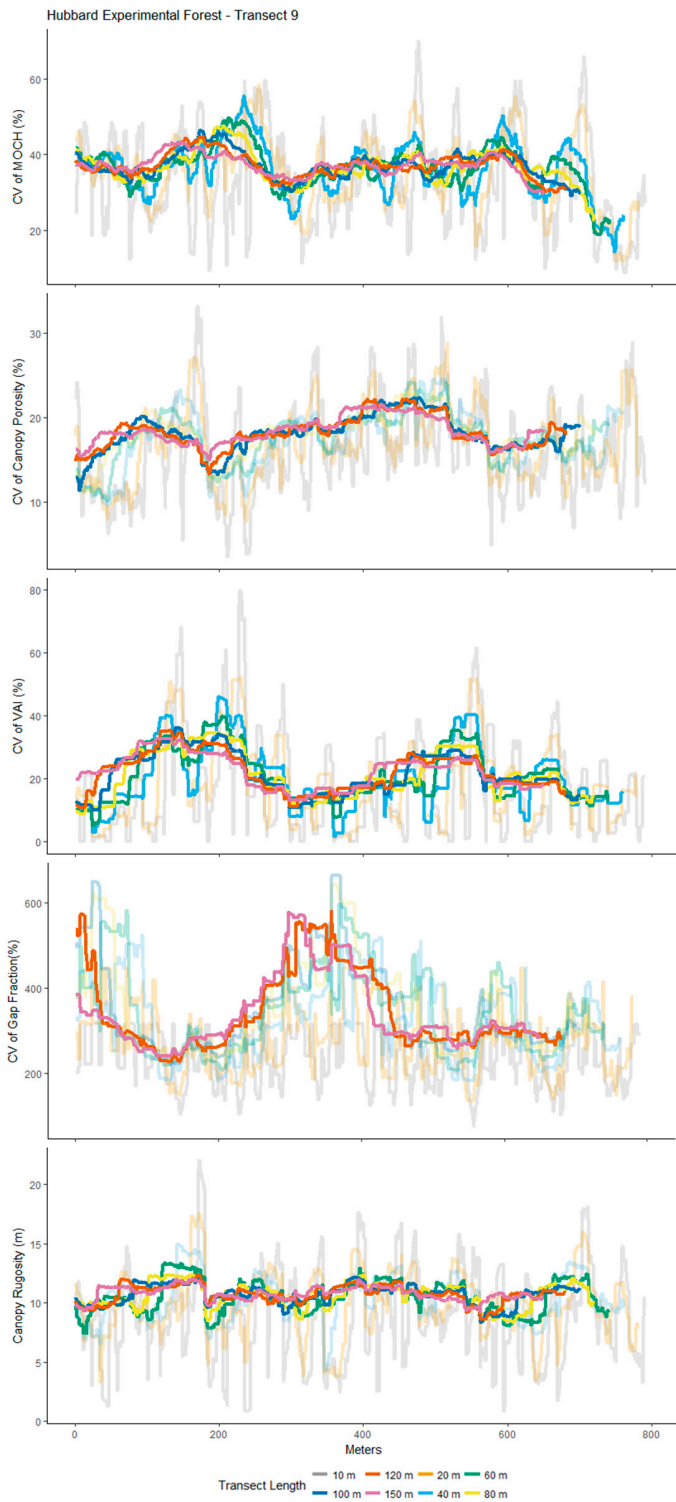 Hubbard Experimental Forest - Transect 9
60
40
20
CV of MOCH (%)
30
20
10
CV of Canopy Porosity (%)
80
60
40
20
0
CV of VAI (%)
600
400
200
CV of Gap Fraction(%)
20
15
10
5
0
Canopy Rugosity (m)
0 200 400 600 800
Meters
Transect Length
10 m 120 m 20 m 60 m
100 m 150 m 40 m 80 m